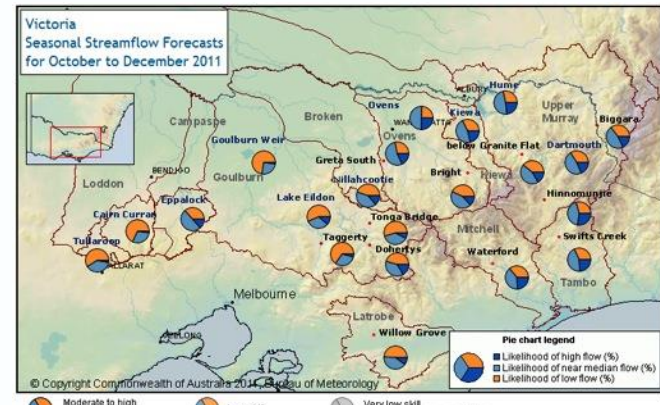 Victoria
Seasonal Streamflow Forecasts
for October to December 2011
Hume
Ovens
Kiewa
Upper
Murray
Biggara
Campaspe
Broken
Goulburn Weir
Ovens
below Granite Flat
Dartmouth
Greta South
BENDIGO
Goulburn
Nillahcootie
Bright
Kiewa
Hinnomunjie
Loddon
Eppalock
Lake Eildon
Cairn Curran
Tonga Bridge
Mitchell
Swifts Creek
Tullaroop
Taggerty
Dohertys
Waterford
Tambo
Melbourne
Latrobe
Willow Grove
Pie chart legend
Likelihood of high flow (%)
Likelihood of near median flow (%)
Likelihood of low flow (%)
© Copyright Commonwealth of Australia 2011, Bureau of Meteorology
Moderate to high
Very low skill